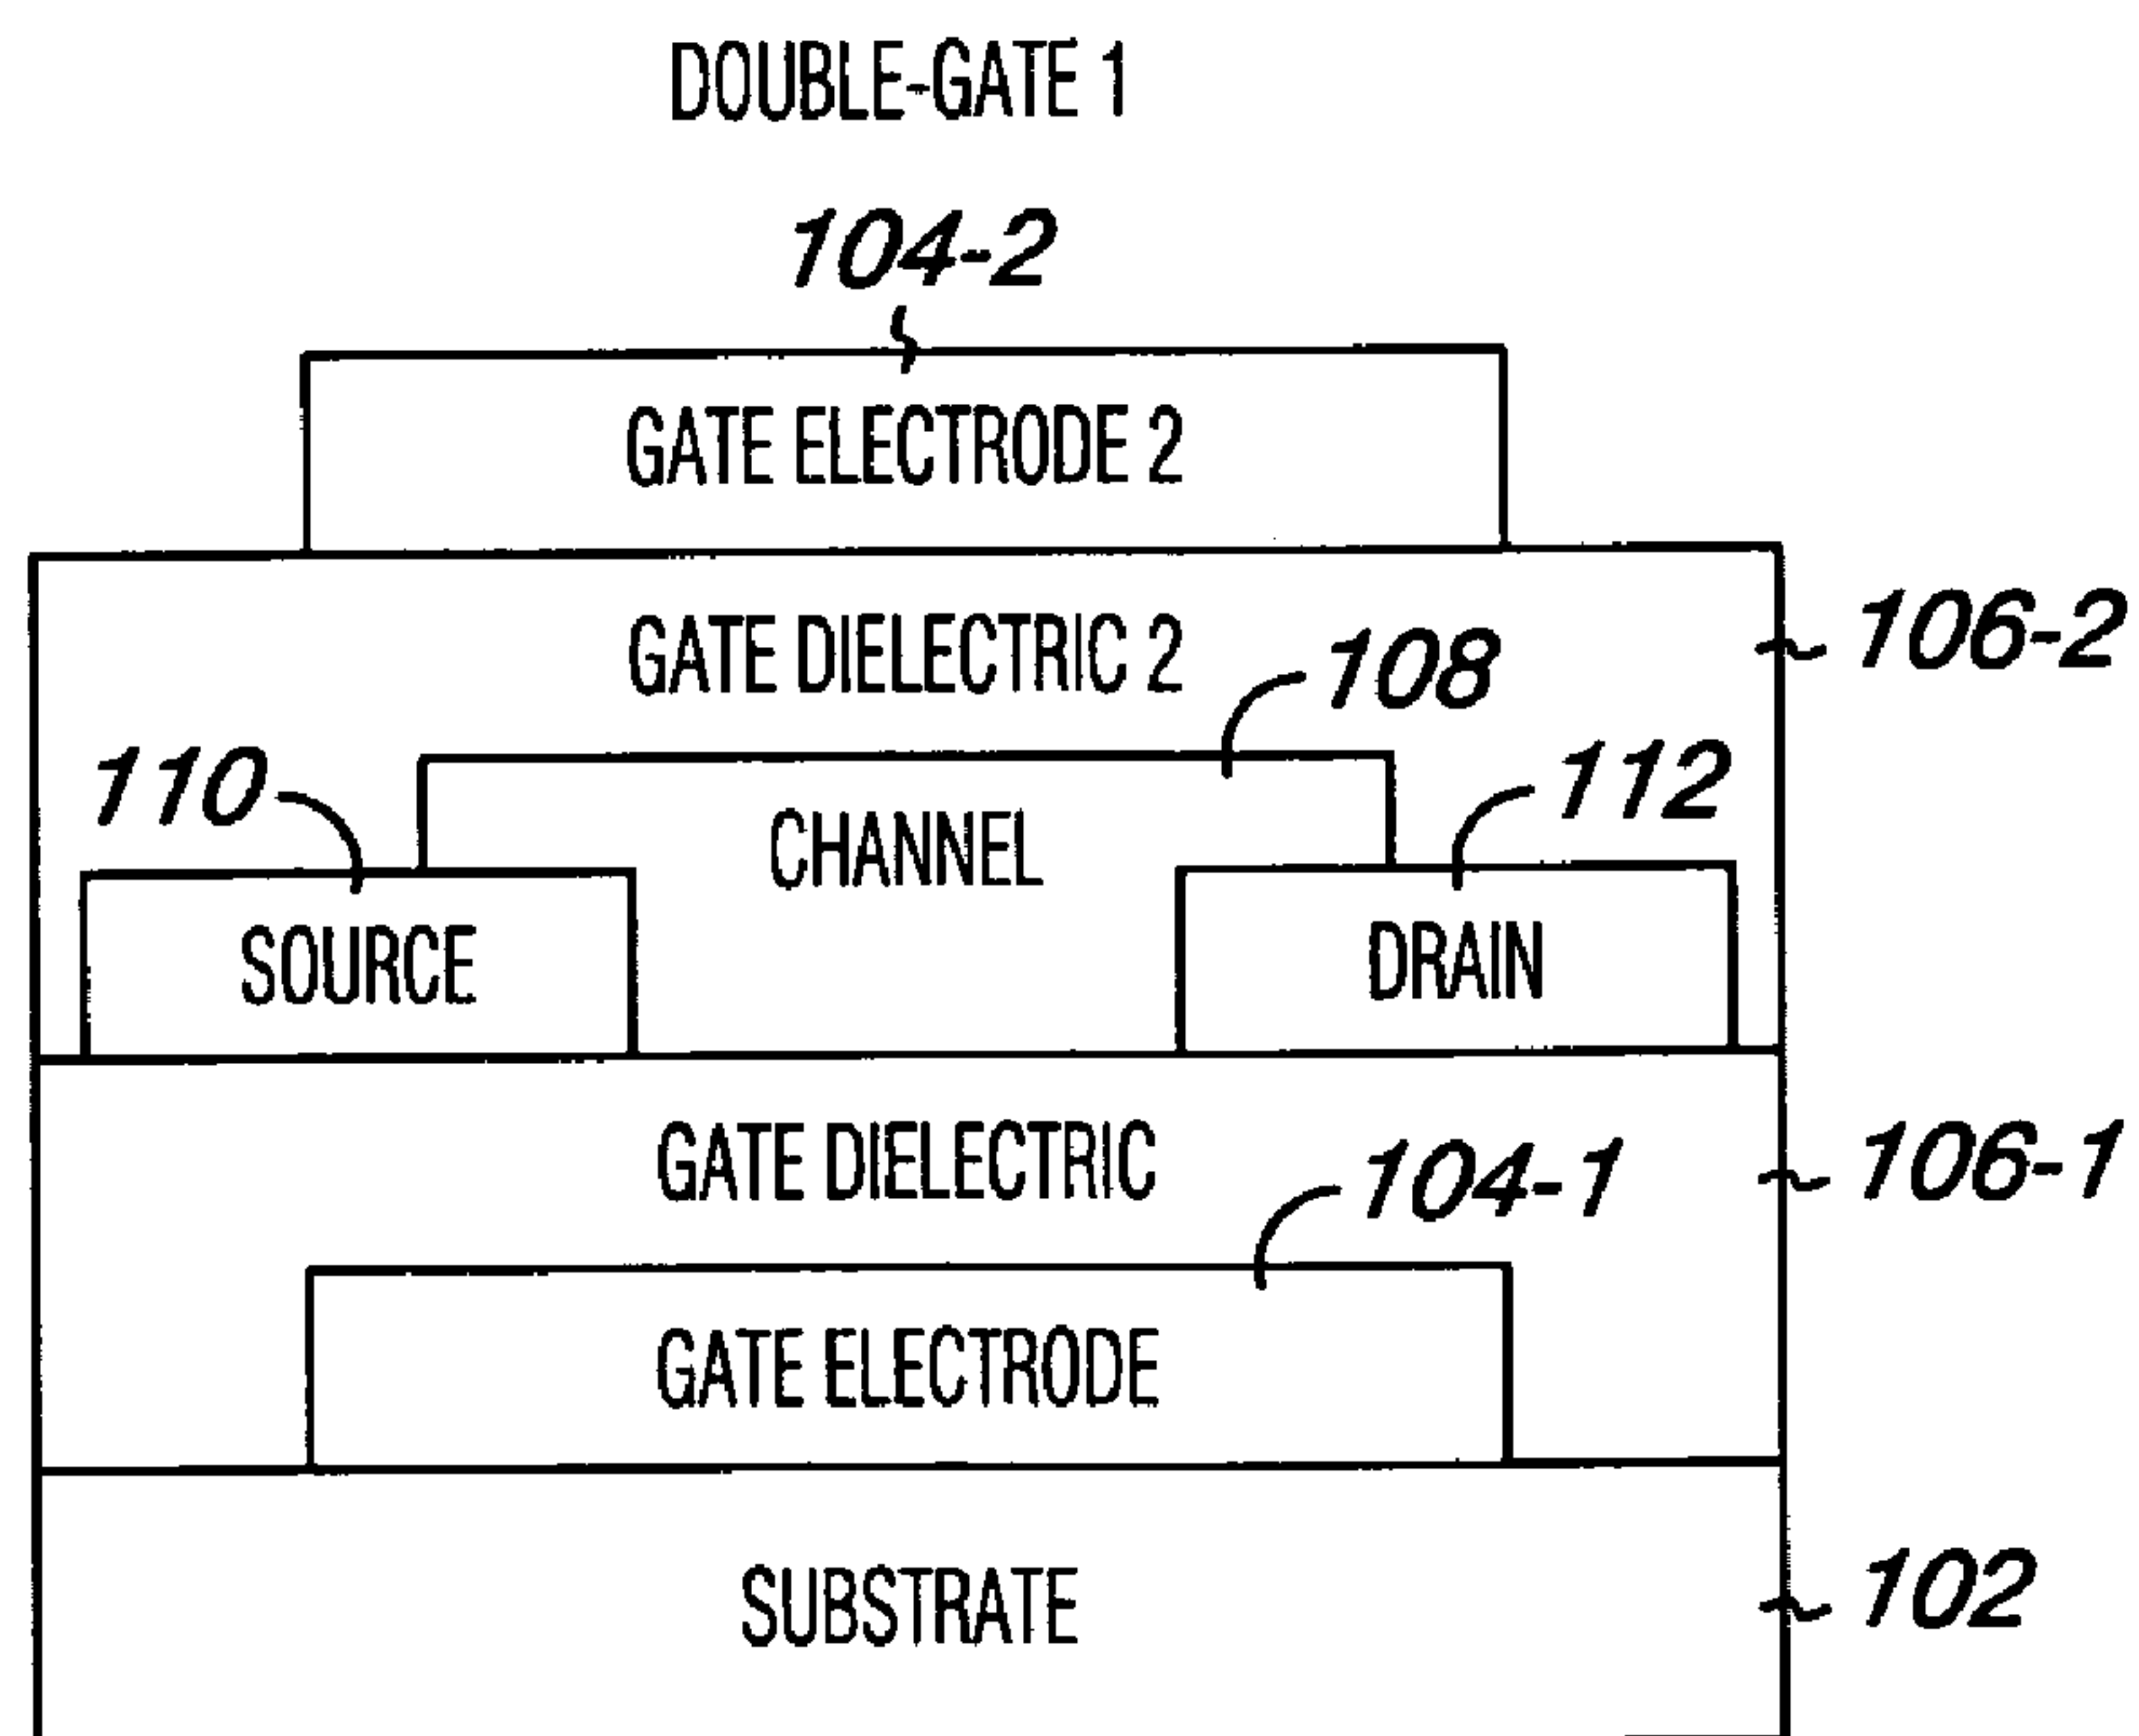 DOUBLE-GATE 1
104-2
GATE ELECTRODE 2
106-2
GATE DIELECTRIC 2
108
110
112
CHANNEL
SOURCE
DRAIN
GATE DIELECTRIC
104-1
106-1
GATE ELECTRODE
SUBSTRATE
102